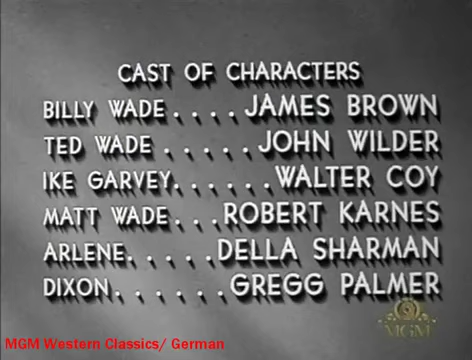 CAST OF CHARACTERS
BILLY WADE....JAMES BROWN
TED WADE.....JOHN WILDER
IKE GARVEY......WALTER COY
MATT WADE...ROBERT KARNES
ARLENE.....DELLA SHARMAN
DIXON......GREGG PALMER
MGM
MGM Western Classics/ German